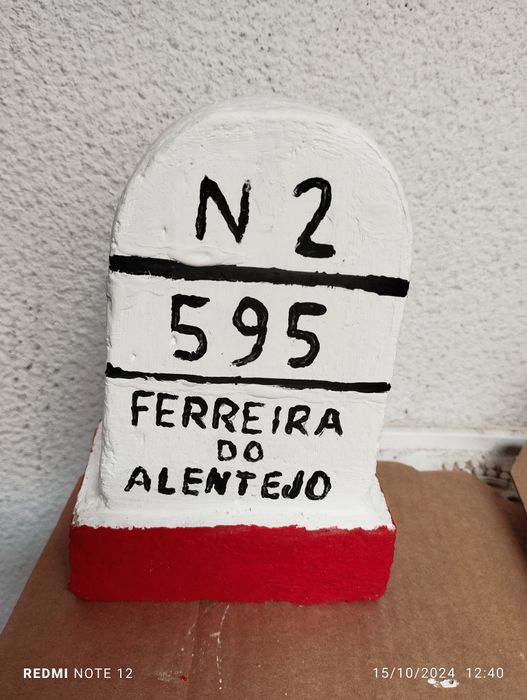 N 2
595
FERREIRA
DO
ALENTEJO
REDMI NOTE 12
15/10/2024 12:40